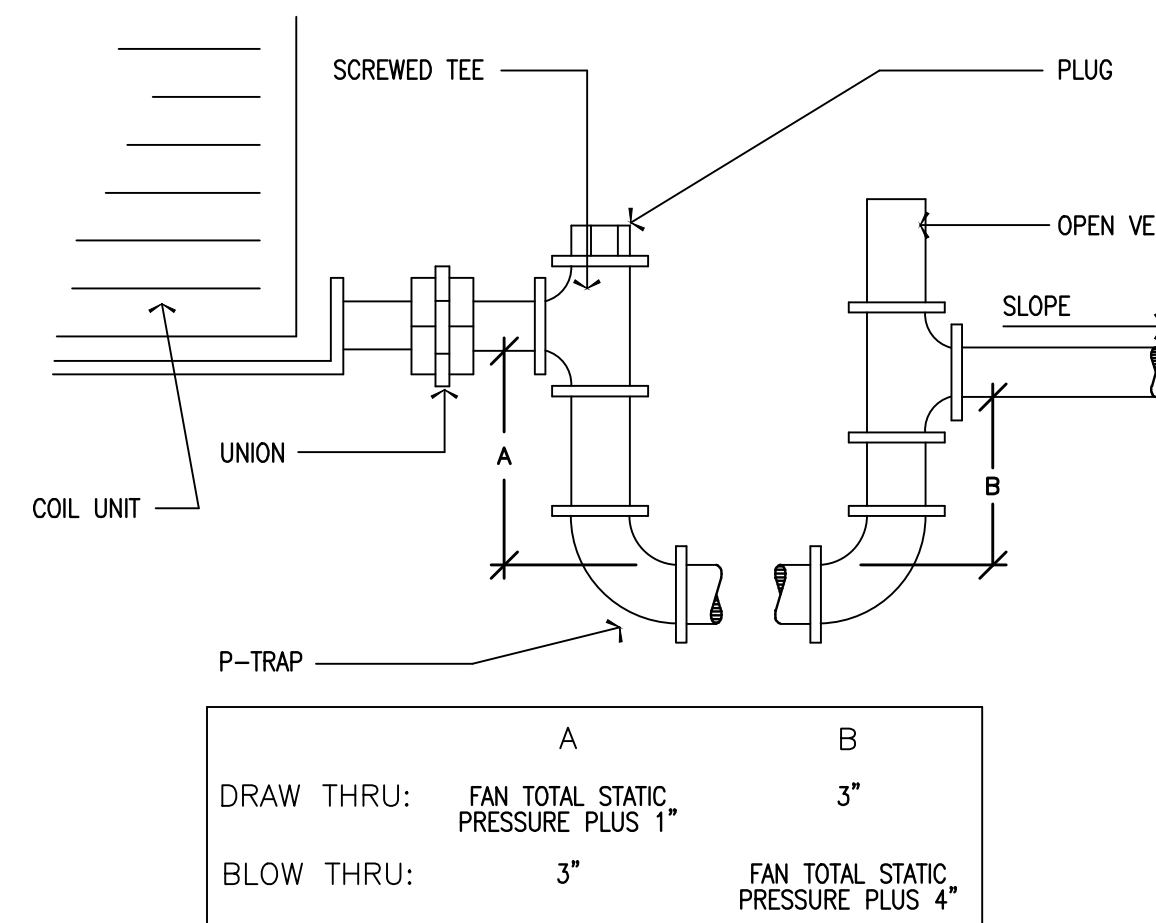 SCREWED TEE
PLUG
OPEN VE
SLOPE
A
UNION
B
COIL UNIT
P-TRAP
A B
DRAW THRU: FAN TOTAL STATIC 3"
PRESSURE PLUS 1"
BLOW THRU: 3" FAN TOTAL STATIC
PRESSURE PLUS 4"